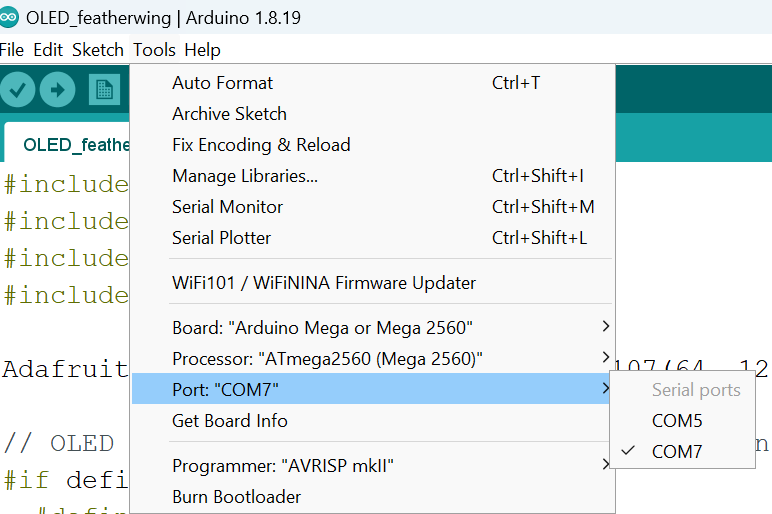 OLED_featherwing | Arduino 1.8.19
File Edit Sketch Tools Help
Auto Format Ctrl+T
Archive Sketch
OLED_feathe
Fix Encoding & Reload
#include
Manage Libraries... Ctrl+Shift+I
#include
Serial Monitor Ctrl+Shift+M
Serial Plotter Ctrl+Shift+L
#include
#include
WiFi101 / WiFiNINA Firmware Updater
Board: "Arduino Mega or Mega 2560"
Processor: "ATmega2560 (Mega 2560)"
Adafruit 107(64, 12
Port: "COM7"
Serial ports
Get Board Info
COM5
// OLED
COM7
Programmer: "AVRISP mkII"
#if defi
Burn Bootloader